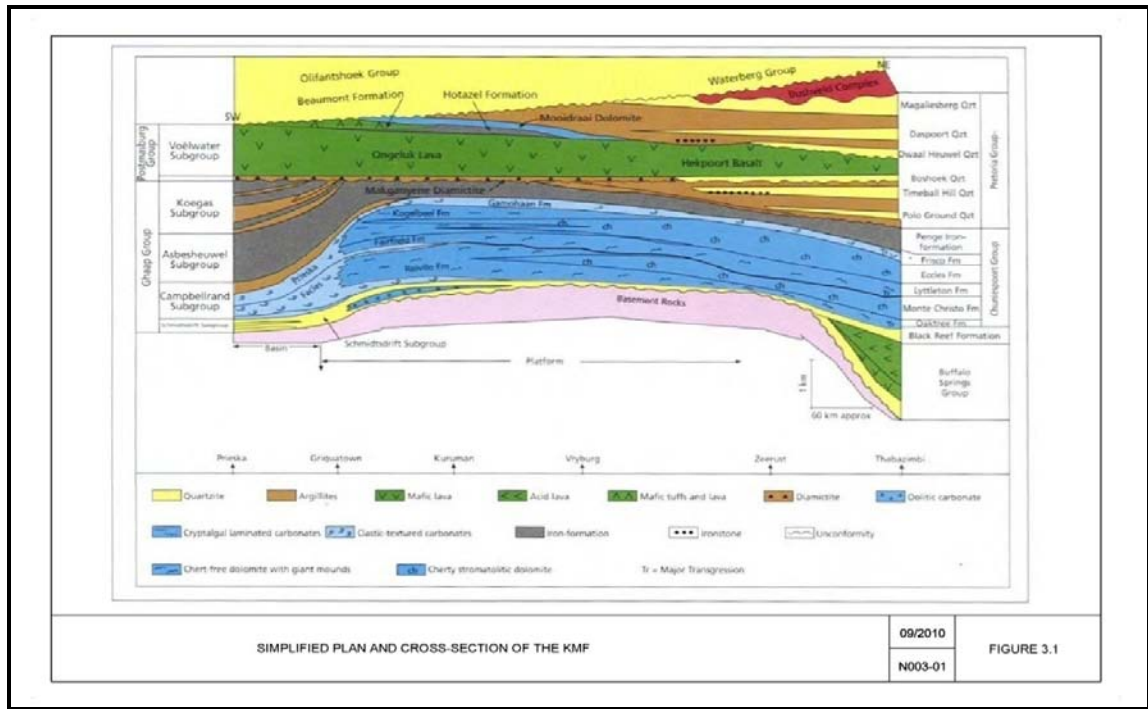 Olifantshoek Group
Waterberg Group
NE
Bushveld Complex
Beaumont Formation
Hotazel Formation
Mooidraai Dolomite
SW
Magaliesberg Qzt
Postmasburg Group
Voëlwater Subgroup
Ongeluk Lava
Hekpoort Basalt
Daspoort Qzt
Dwaal Heuwel Qzt
Pretoria Group
Boshoek Qzt
Timeball Hill Qzt
Polo Ground Qzt
Makganyene Diamictite
Ghaap Group
Koegas Subgroup
Gamohaan Fm
Kogelbeel Fm
Fairfield Fm
Reivilo Fm
Asbesheuwel Subgroup
Prieska Facies
Penge Iron-formation
Frisco Fm
Eccles Fm
Lyttleton Fm
Monte Christo Fm
Oaktree Fm
Chuniespoort Group
Campbellrand Subgroup
Schmidtsdrift Subgroup
Basement Rocks
Black Reef Formation
Basin
Schmidtsdrift Subgroup
Platform
Buffalo Springs Group
1 km
60 km approx
Prieska
Griquatown
Kuruman
Vryburg
Zeerust
Thabazimbi
Quartzite
Argillites
Mafic lava
Acid lava
Mafic tuffs and lava
Diamictite
Oolitic carbonate
Cryptalgal laminated carbonates
Clastic-textured carbonates
Iron-formation
Ironstone
Unconformity
Chert-free dolomite with giant mounds
ch
Cherty stromatolitic dolomite
Tr = Major Transgression
SIMPLIFIED PLAN AND CROSS-SECTION OF THE KMF
09/2010
N003-01
FIGURE 3.1